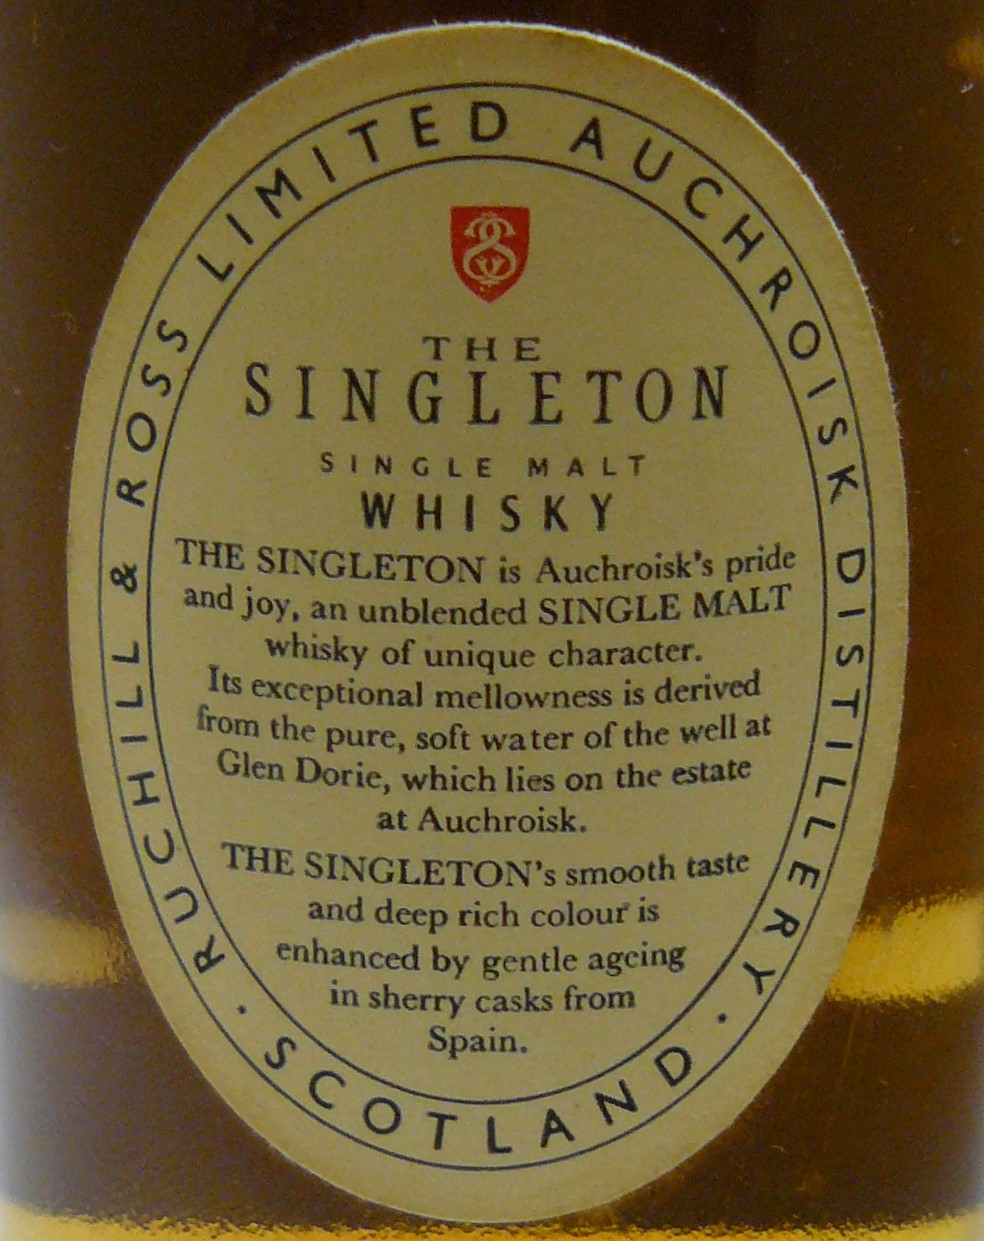 RUCHILL & ROSS LIMITED AUCHROISK DISTILLERY · SCOTLAND ·
THE
SINGLETON
SINGLE MALT
WHISKY
THE SINGLETON is Auchroisk's pride
and joy, an unblended SINGLE MALT
whisky of unique character.
Its exceptional mellowness is derived
from the pure, soft water of the well at
Glen Dorie, which lies on the estate
at Auchroisk.
THE SINGLETON's smooth taste
and deep rich colour is
enhanced by gentle ageing
in sherry casks from
Spain.